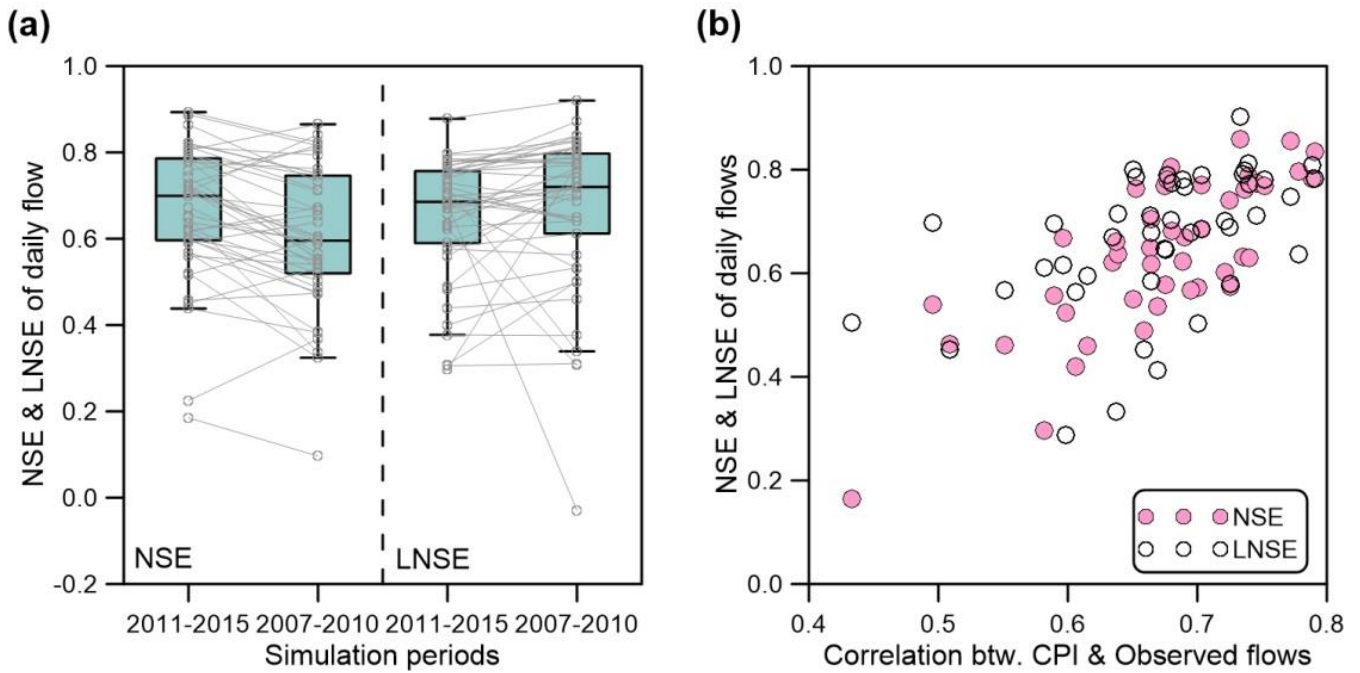 (a)
NSE & LNSE of daily flow
1.0
0.8
0.6
0.4
0.2
0.0
-0.2
NSE
LNSE
2011-2015 2007-2010 2011-2015 2007-2010
Simulation periods
(b)
NSE & LNSE of daily flows
1.0
0.8
0.6
0.4
0.2
0.0
NSE
LNSE
0.4 0.5 0.6 0.7 0.8
Correlation btw. CPI & Observed flows